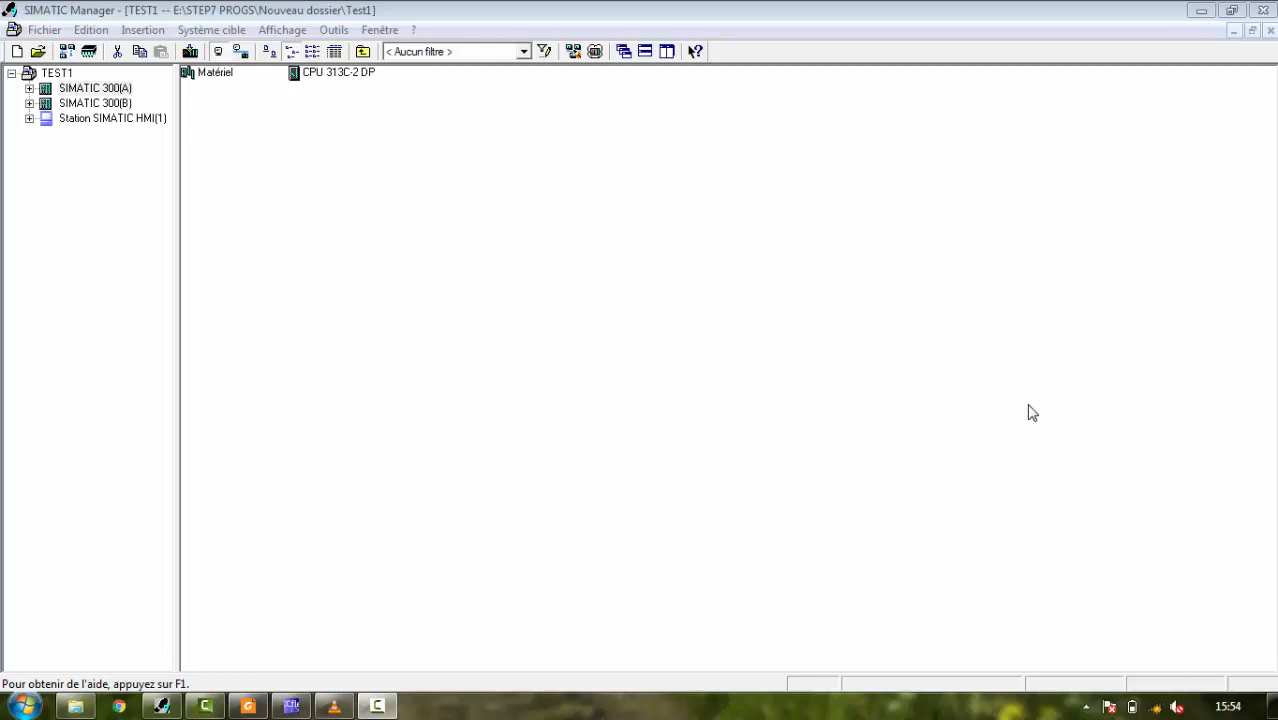 SIMATIC Manager - [TEST1 -- E:\STEP7 PROGS\Nouveau dossier\Test1]
Fichier Edition Insertion Système cible Affichage Outils Fenêtre ?
< Aucun filtre >
TEST1
SIMATIC 300(A)
SIMATIC 300(B)
Station SIMATIC HMI(1)
Matériel CPU 313C-2 DP
Pour obtenir de l'aide, appuyez sur F1.
15:54